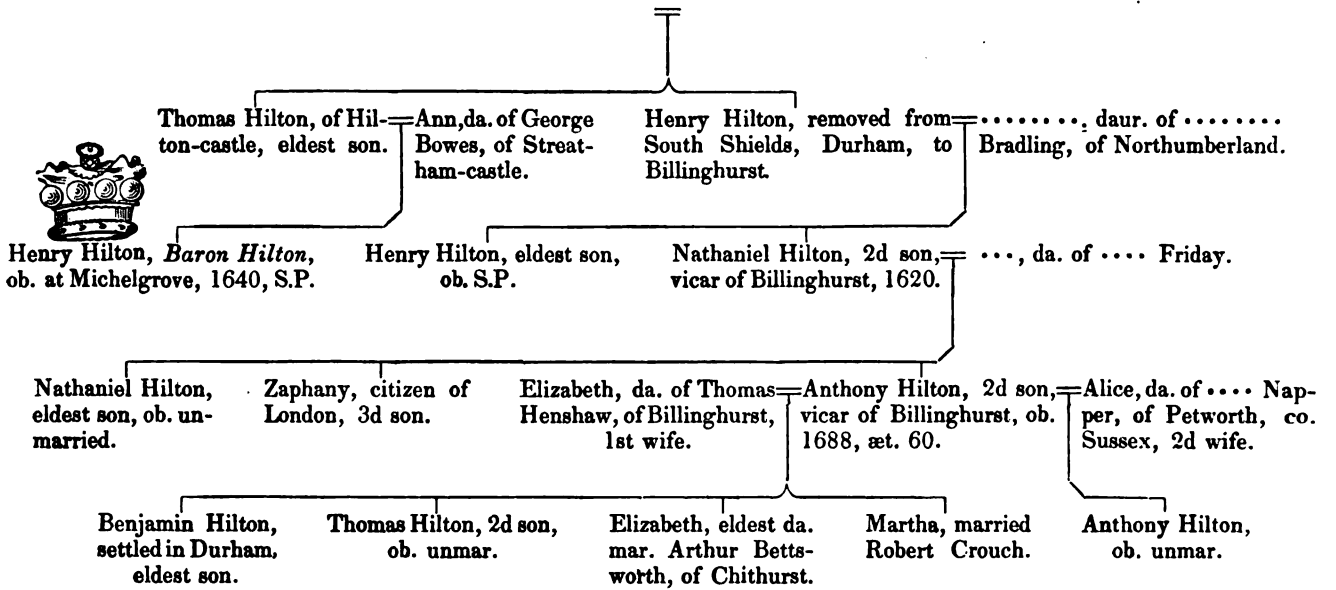 Thomas Hilton, of Hil-
ton-castle, eldest son.
Ann, da. of George
Bowes, of Streat-
ham-castle.
Henry Hilton, removed from
South Shields, Durham, to
Billinghurst.
. . . . . . . . , daur. of . . . . . . . .
Bradling, of Northumberland.
Henry Hilton, Baron Hilton,
ob. at Michelgrove, 1640, S.P.
Henry Hilton, eldest son,
ob. S.P.
Nathaniel Hilton, 2d son,
vicar of Billinghurst, 1620.
. . . , da. of . . . . Friday.
Nathaniel Hilton,
eldest son, ob. un-
married.
Zaphany, citizen of
London, 3d son.
Elizabeth, da. of Thomas
Henshaw, of Billinghurst,
1st wife.
Anthony Hilton, 2d son,
vicar of Billinghurst, ob.
1688, æt. 60.
Alice, da. of . . . . Nap-
per, of Petworth, co.
Sussex, 2d wife.
Benjamin Hilton,
settled in Durham,
eldest son.
Thomas Hilton, 2d son,
ob. unmar.
Elizabeth, eldest da.
mar. Arthur Betts-
worth, of Chithurst.
Martha, married
Robert Crouch.
Anthony Hilton,
ob. unmar.